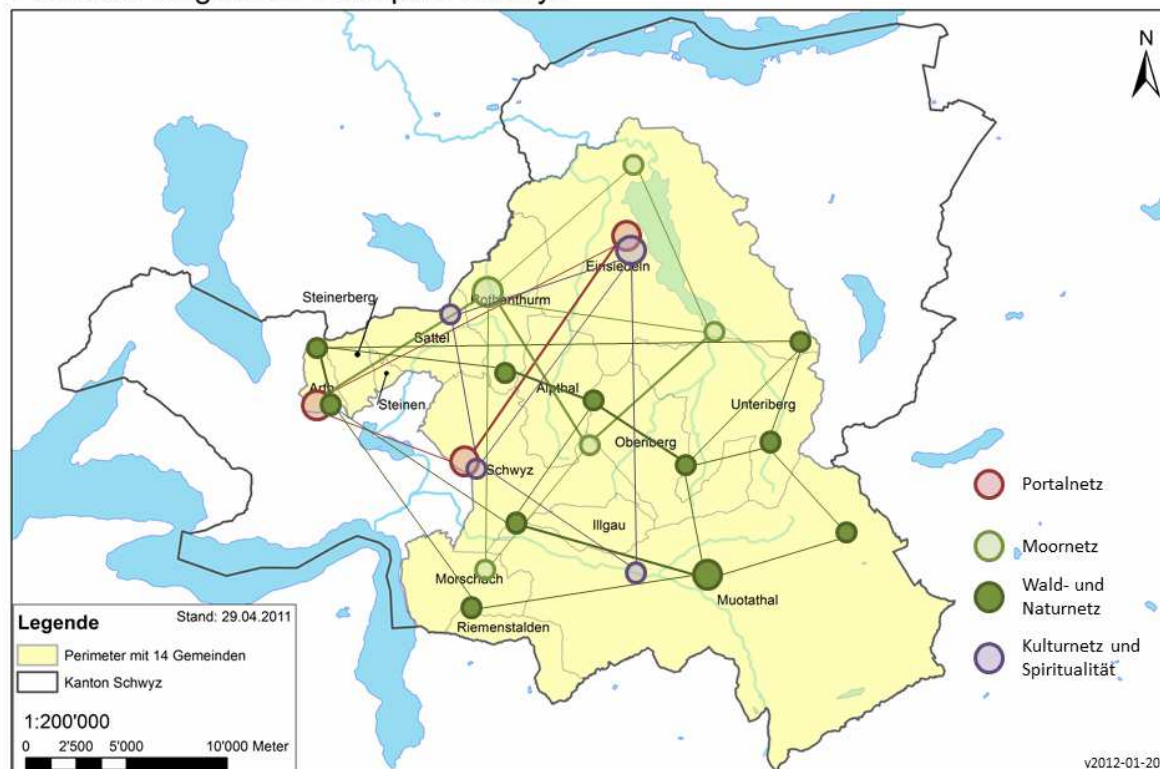 N
Einsiedeln
Rothenthurm
Steinerberg
Sattel
Arth
Steinen
Alpthal
Unteriberg
Oberiberg
Schwyz
Illgau
Morschach
Muotathal
Riemenstalden
Portalnetz
Moornetz
Wald- und
Naturnetz
Kulturnetz und
Spiritualität
Legende
Stand: 29.04.2011
Perimeter mit 14 Gemeinden
Kanton Schwyz
1:200'000
0 2'500 5'000 10'000 Meter
v2012-01-20